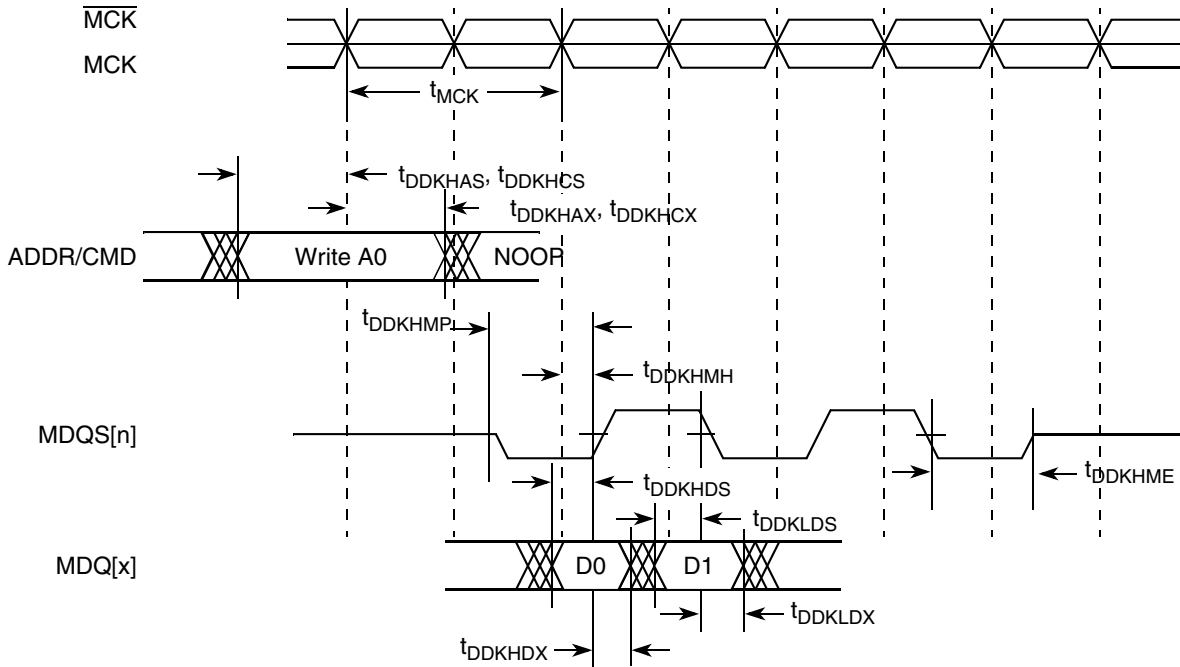 MCK
MCK
tMCK
tDDKHAS, tDDKHCS
tDDKHAX, tDDKHCX
ADDR/CMD
Write A0
NOOP
tDDKHMP
tDDKHMH
MDQS[n]
tDDKHME
tDDKHDS
tDDKLDS
MDQ[x]
D0
D1
tDDKLDX
tDDKHDX